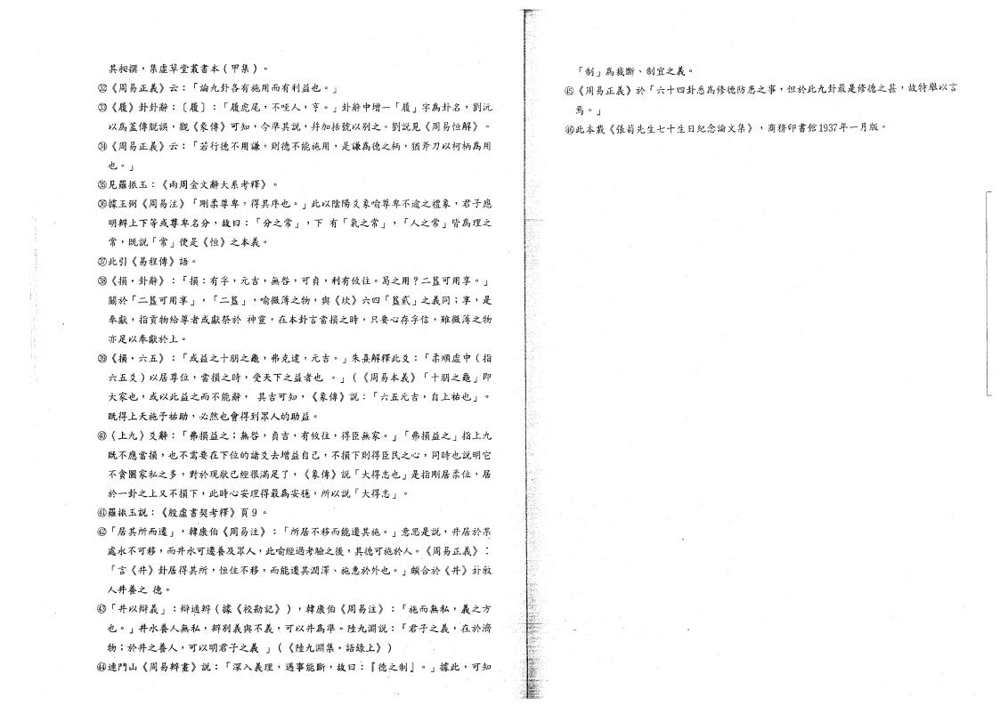 其昶撰，集虛草堂叢書本（甲集）。
㉜《周易正義》云：「論九卦各有施用而有利益也。」
㉝《履》卦卦辭：〔履〕：「履虎尾，不咥人，亨。」卦辭中增一「履」字為卦名，劉沅
以為蓋傳脫誤，觀《彖傳》可知，今準其說，幷加括號以別之。劉說見《周易恒解》。
㉞《周易正義》云：「若行德不用謙，則德不能施用，是謙為德之柄，猶斧刀以柯柄為用
也。」
㉟見羅振玉：《兩周金文辭大系考釋》。
㊱據王弼《周易注》「剛柔尊卑，得其序也。」此以陰陽爻象喻尊卑不逾之禮象，君子應
明辨上下等或尊卑名分，故曰：「分之常」，下 有「氣之常」，「人之常」皆為理之
常，既說「常」便是《恒》之本義。
㊲此引《易程傳》語。
㊳《損‧卦辭》：「損：有孚，元吉，無咎，可貞，利有攸往。曷之用？二簋可用享。」
關於「二簋可用享」，「二簋」，喻微薄之物，與《坎》六四「簋貳」之義同；享，是
奉獻，指貢物給尊者或獻祭於 神靈，在本卦言當損之時，只要心存孚信，雖微薄之物
亦足以奉獻於上。
㊴《損‧六五》：「或益之十朋之龜，弗克違，元吉。」朱熹解釋此爻：「柔順虛中（指
六五爻）以居尊位，當損之時，受天下之益者也 。」（《周易本義》「十朋之龜」即
大家也，或以此益之而不能辭， 其吉可知，《象傳》說：「六五元吉，自上祐也」。
既得上天施予祐助，必然也會得到眾人的助益。
㊵〈上九〉爻辭：「弗損益之；無咎，貞吉，有攸往，得臣無家。」「弗損益之」指上九
既不應當損，也不需要在下位的諸爻去增益自己，不損下則得臣民之心，同時也說明它
不貪圖家私之多，對於現狀已經很滿足了，《象傳》說「大得志也」是指剛居柔位，居
於一卦之上又不損下，此時心安理得最為安穩，所以說「大得志」。
㊶羅振玉說：《殷虛書契考釋》頁９。
㊷「居其所而遷」，韓康伯《周易注》：「所居不移而能遷其施。」意思是說，井居於某
處永不可移，而井水可遷養及眾人，此喻經過考驗之後，其德可施於人。《周易正義》：
「言《井》卦居得其所，恒住不移，而能遷其潤澤、施惠於外也。」頗合於《井》卦教
人井養之 德。
㊸「井以辯義」：辯通辨（據《校勘記》），韓康伯《周易注》：「施而無私，義之方
也。」井水養人無私，辨別義與不義，可以井為準。陸九淵說：「君子之義，在於濟
物；於井之養人，可以明君子之義 」（《陸九淵集‧語錄上》）
㊹連門山《周易辨畫》說：「深入義理，遇事能斷，故曰：『德之制』。」據此，可知
「制」為裁斷、制宜之義。
㊺《周易正義》於「六十四卦悉為修德防患之事，但於此九卦最是修德之甚，故特舉以言
焉。」
㊻此本載《張菊先生七十生日紀念論文集》，商務印書館1937年一月版。